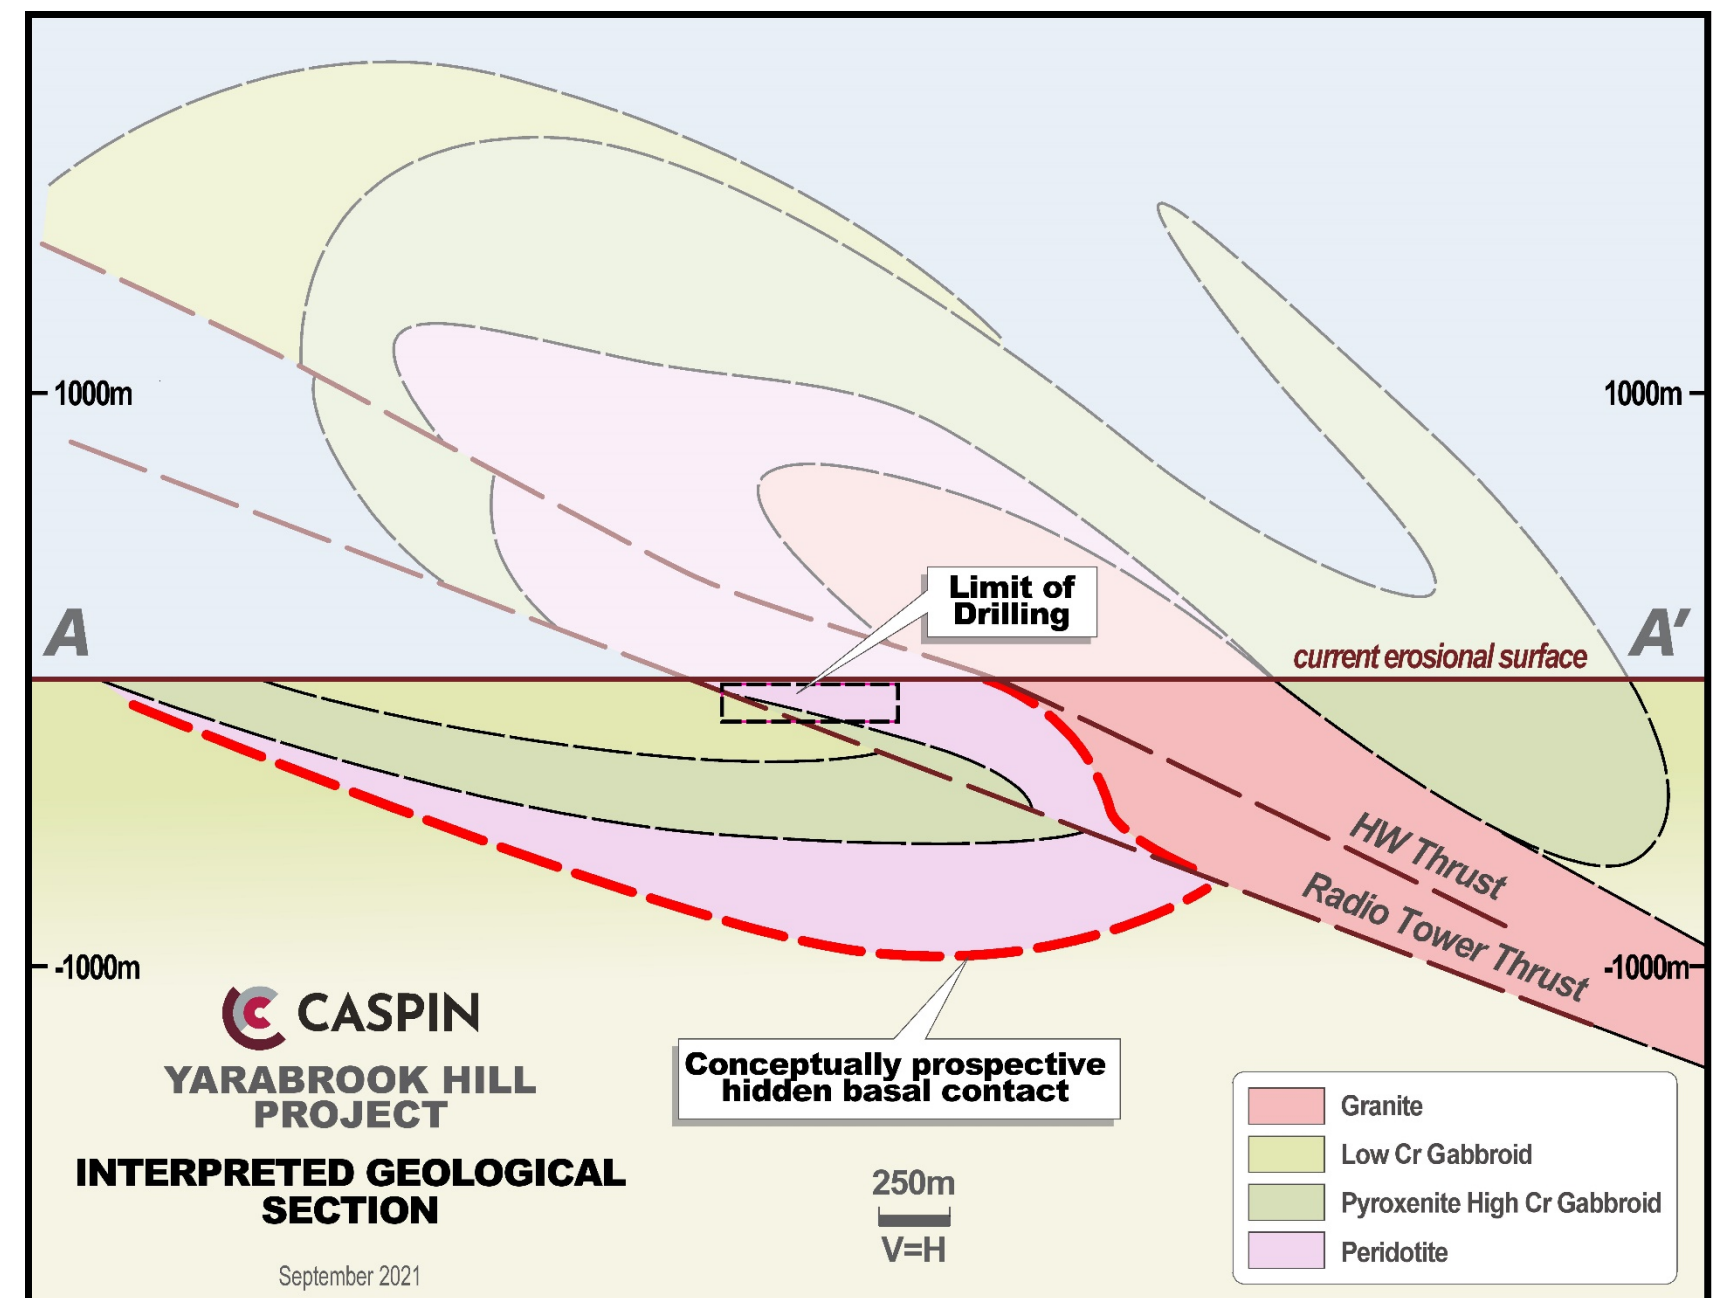 1000m
1000m
Limit of
Drilling
A
A'
current erosional surface
HW Thrust
Radio Tower Thrust
-1000m
-1000m
CASPIN
YARABROOK HILL
PROJECT
INTERPRETED GEOLOGICAL
SECTION
September 2021
Conceptually prospective
hidden basal contact
250m
V=H
Granite
Low Cr Gabbroid
Pyroxenite High Cr Gabbroid
Peridotite